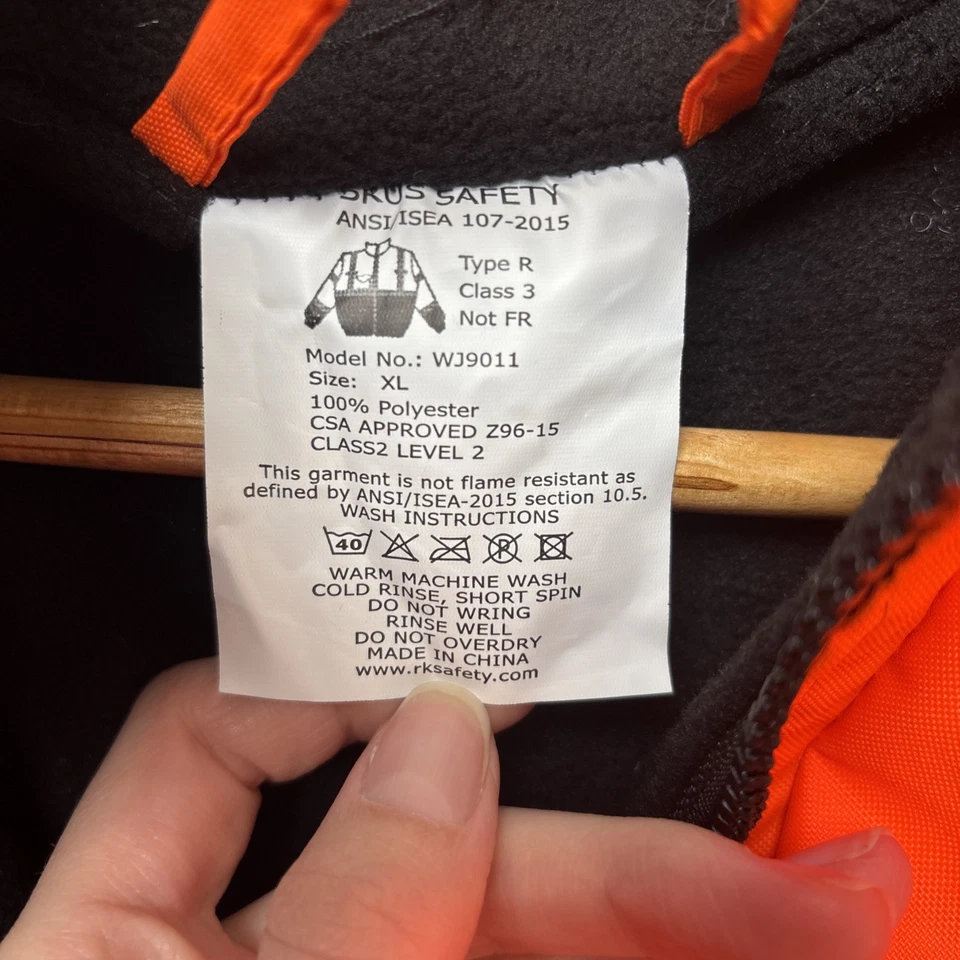 SAFETY
ANSI/ISEA 107-2015
Type R
Class 3
Not FR
Model No.: WJ9011
Size: XL
100% Polyester
CSA APPROVED Z96-15
CLASS2 LEVEL 2
This garment is not flame resistant as
defined by ANSI/ISEA-2015 section 10.5.
WASH INSTRUCTIONS
40
P
WARM MACHINE WASH
COLD RINSE, SHORT SPIN
DO NOT WRING
RINSE WELL
DO NOT OVERDRY
MADE IN CHINA
www.rksafety.com